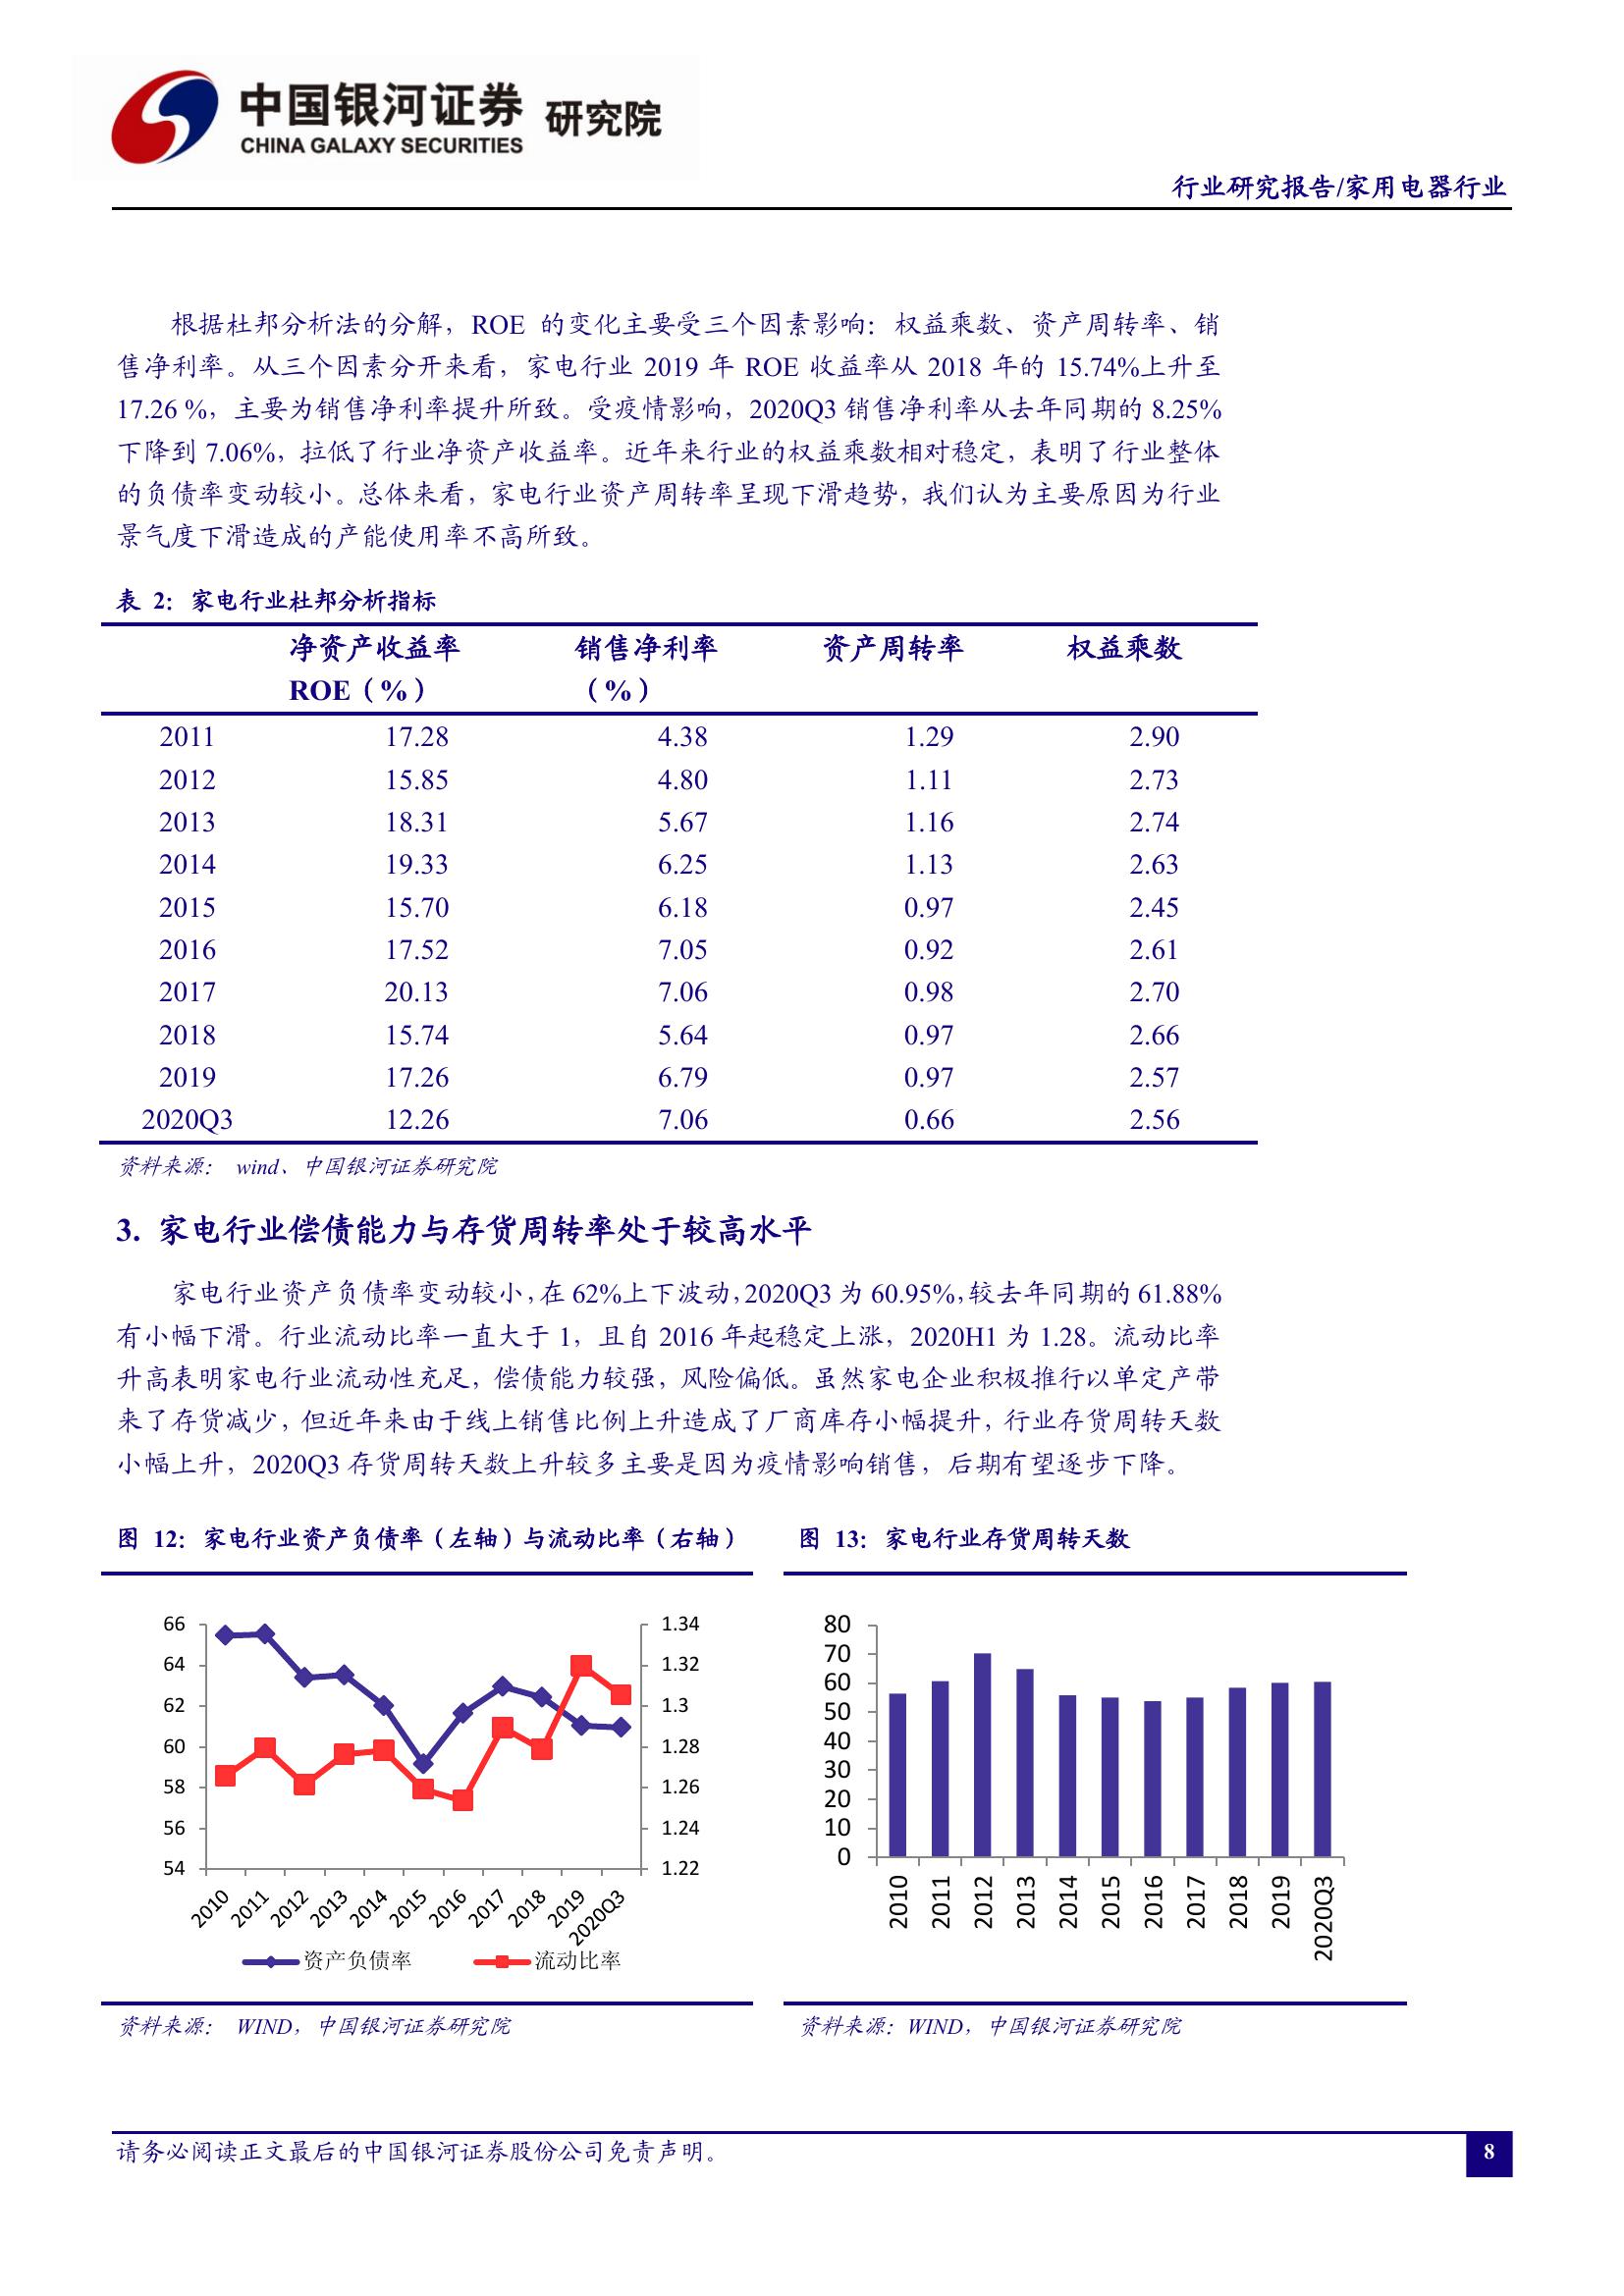 中国银河证券 研究院
CHINA GALAXY SECURITIES
行业研究报告/家用电器行业
根据杜邦分析法的分解，ROE 的变化主要受三个因素影响：权益乘数、资产周转率、销
售净利率。从三个因素分开来看，家电行业 2019 年 ROE 收益率从 2018 年的 15.74%上升至
17.26 %，主要为销售净利率提升所致。受疫情影响，2020Q3 销售净利率从去年同期的 8.25%
下降到 7.06%，拉低了行业净资产收益率。近年来行业的权益乘数相对稳定，表明了行业整体
的负债率变动较小。总体来看，家电行业资产周转率呈现下滑趋势，我们认为主要原因为行业
景气度下滑造成的产能使用率不高所致。
表 2：家电行业杜邦分析指标
净资产收益率 销售净利率 资产周转率 权益乘数
ROE（%） （%）
2011 17.28 4.38 1.29 2.90
2012 15.85 4.80 1.11 2.73
2013 18.31 5.67 1.16 2.74
2014 19.33 6.25 1.13 2.63
2015 15.70 6.18 0.97 2.45
2016 17.52 7.05 0.92 2.61
2017 20.13 7.06 0.98 2.70
2018 15.74 5.64 0.97 2.66
2019 17.26 6.79 0.97 2.57
2020Q3 12.26 7.06 0.66 2.56
资料来源： wind、中国银河证券研究院
3. 家电行业偿债能力与存货周转率处于较高水平
家电行业资产负债率变动较小，在 62%上下波动，2020Q3 为 60.95%，较去年同期的 61.88%
有小幅下滑。行业流动比率一直大于 1，且自 2016 年起稳定上涨，2020H1 为 1.28。流动比率
升高表明家电行业流动性充足，偿债能力较强，风险偏低。虽然家电企业积极推行以单定产带
来了存货减少，但近年来由于线上销售比例上升造成了厂商库存小幅提升，行业存货周转天数
小幅上升，2020Q3 存货周转天数上升较多主要是因为疫情影响销售，后期有望逐步下降。
图 12：家电行业资产负债率（左轴）与流动比率（右轴）
66 1.34
64 1.32
62 1.3
60 1.28
58 1.26
56 1.24
54 1.22
2010 2011 2012 2013 2014 2015 2016 2017 2018 2019 2020Q3
资产负债率 流动比率
资料来源： WIND，中国银河证券研究院
图 13：家电行业存货周转天数
80
70
60
50
40
30
20
10
0
2010 2011 2012 2013 2014 2015 2016 2017 2018 2019 2020Q3
资料来源：WIND，中国银河证券研究院
请务必阅读正文最后的中国银河证券股份公司免责声明。
8